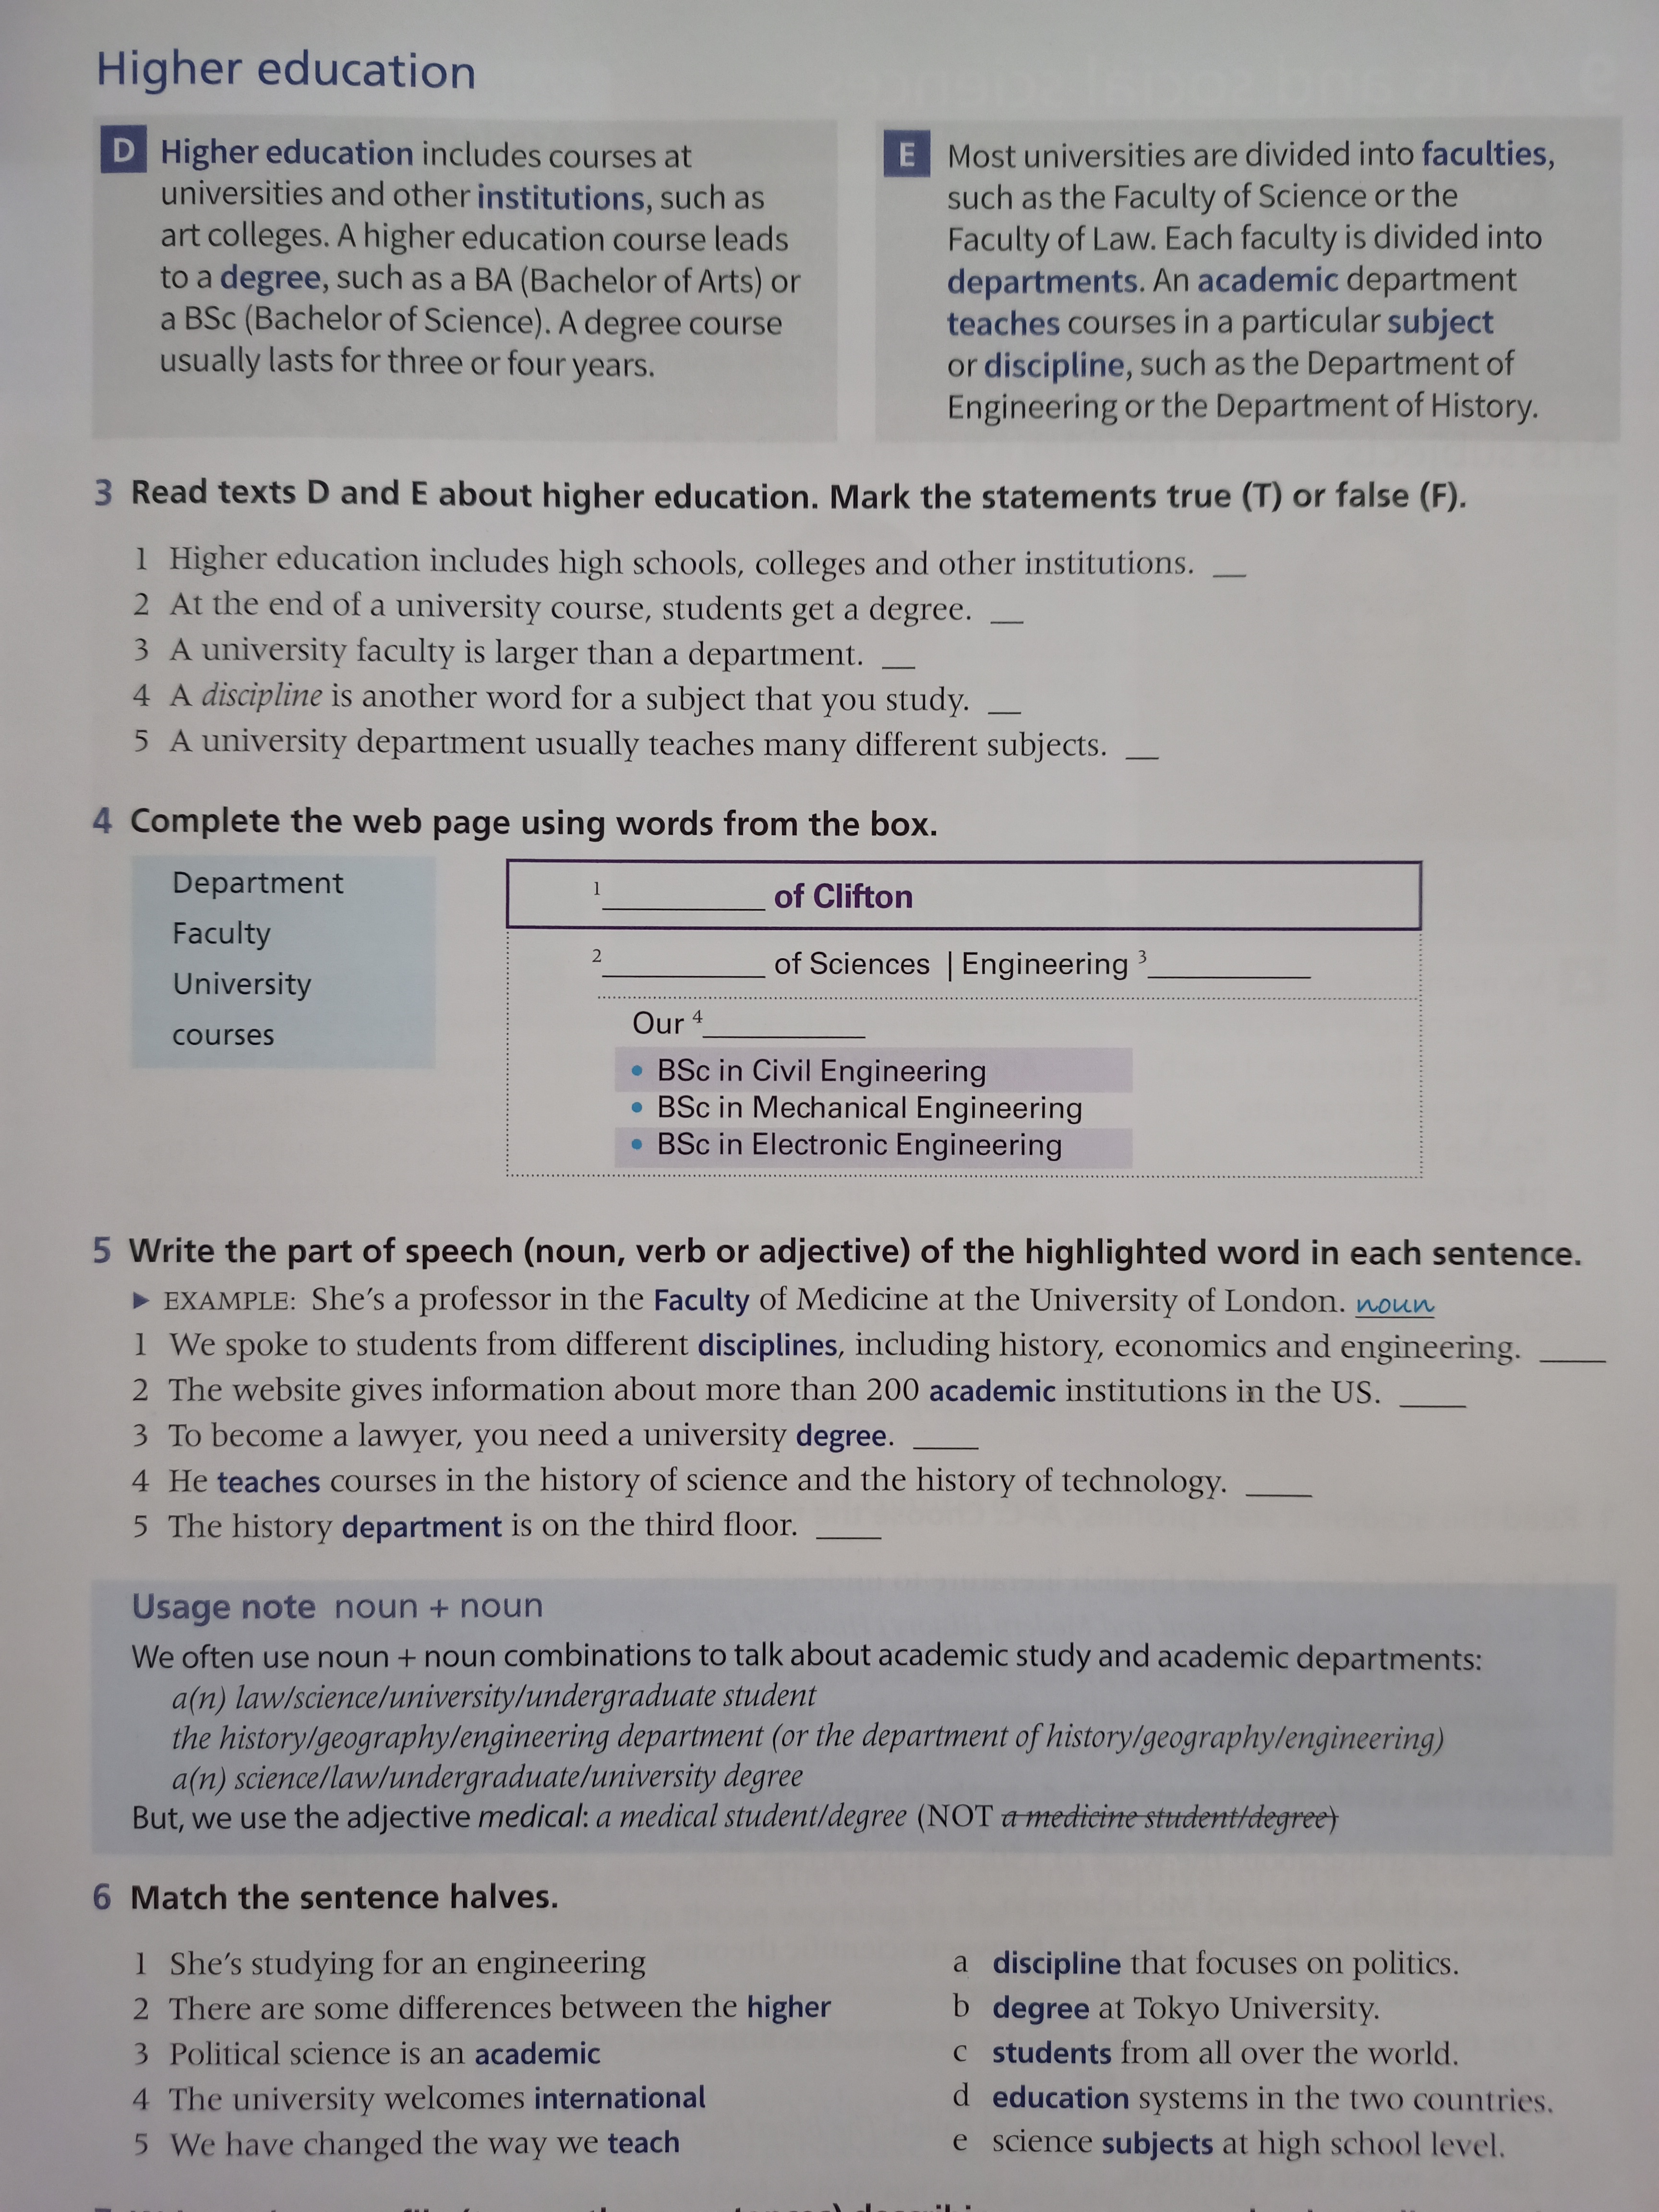 Higher education
D Higher education includes courses at
universities and other institutions, such as
art colleges. A higher education course leads
to a degree, such as a BA (Bachelor of Arts) or
a BSc (Bachelor of Science). A degree course
usually lasts for three or four years.
E Most universities are divided into faculties,
such as the Faculty of Science or the
Faculty of Law. Each faculty is divided into
departments. An academic department
teaches courses in a particular subject
or discipline, such as the Department of
Engineering or the Department of History.
3 Read texts D and E about higher education. Mark the statements true (T) or false (F).
1 Higher education includes high schools, colleges and other institutions. __
2 At the end of a university course, students get a degree. __
3 A university faculty is larger than a department. __
4 A discipline is another word for a subject that you study. __
5 A university department usually teaches many different subjects. __
4 Complete the web page using words from the box.
Department
Faculty
University
courses
1 __________ of Clifton
2 __________ of Sciences | Engineering 3 __________
Our 4 __________
• BSc in Civil Engineering
• BSc in Mechanical Engineering
• BSc in Electronic Engineering
5 Write the part of speech (noun, verb or adjective) of the highlighted word in each sentence.
▶ EXAMPLE: She's a professor in the Faculty of Medicine at the University of London. noun
1 We spoke to students from different disciplines, including history, economics and engineering. ____
2 The website gives information about more than 200 academic institutions in the US. ____
3 To become a lawyer, you need a university degree. ____
4 He teaches courses in the history of science and the history of technology. ____
5 The history department is on the third floor. ____
Usage note noun + noun
We often use noun + noun combinations to talk about academic study and academic departments:
a(n) law/science/university/undergraduate student
the history/geography/engineering department (or the department of history/geography/engineering)
a(n) science/law/undergraduate/university degree
But, we use the adjective medical: a medical student/degree (NOT a medicine student/degree)
6 Match the sentence halves.
1 She's studying for an engineering
2 There are some differences between the higher
3 Political science is an academic
4 The university welcomes international
5 We have changed the way we teach
a discipline that focuses on politics.
b degree at Tokyo University.
c students from all over the world.
d education systems in the two countries.
e science subjects at high school level.